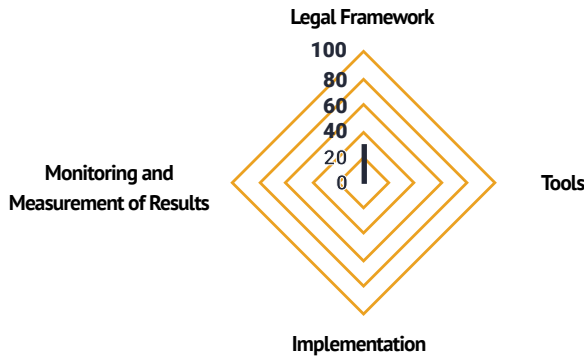 Legal Framework
100
80
60
40
20
0
Monitoring and
Measurement of Results
Tools
Implementation